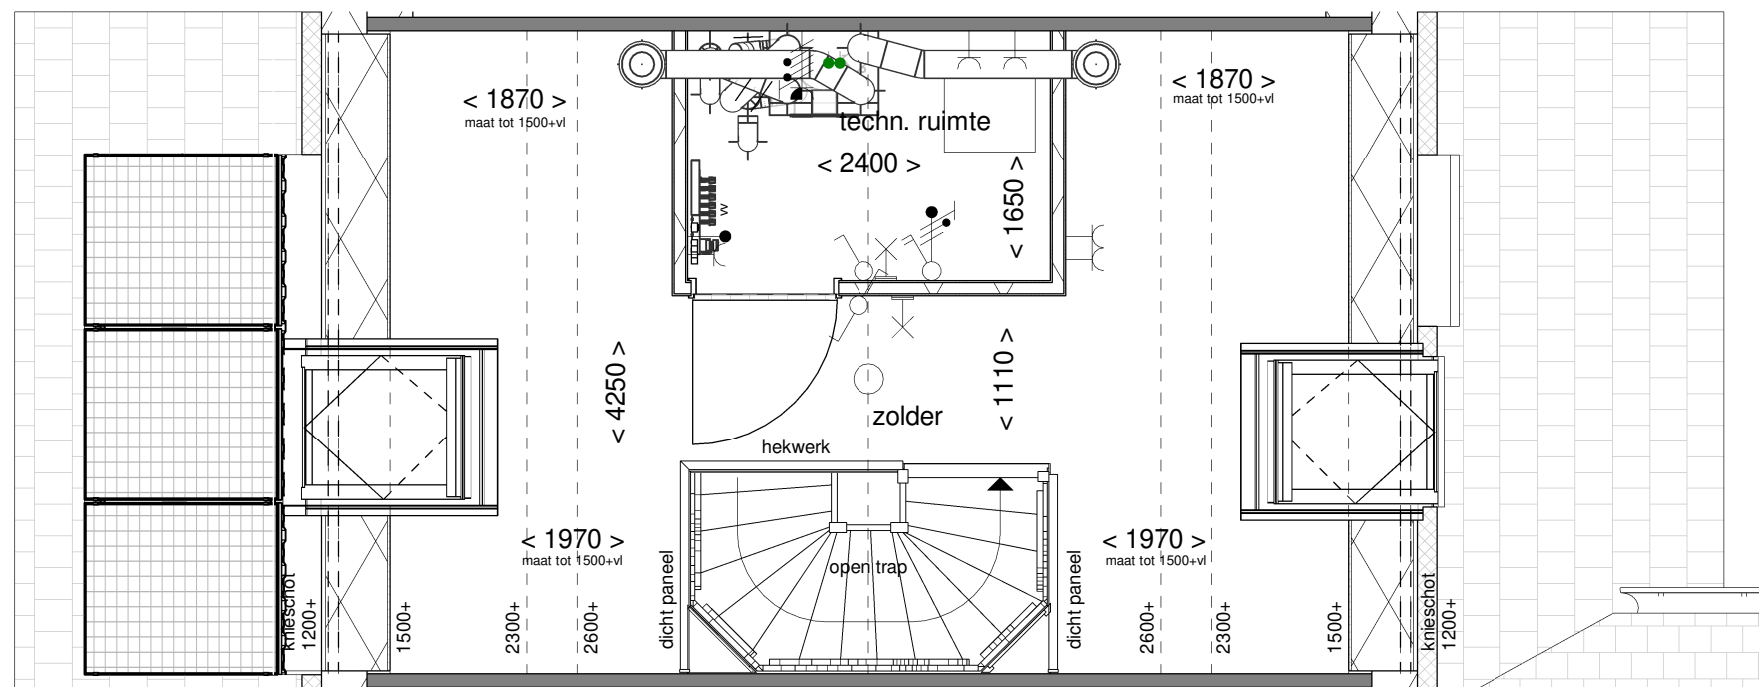 < 1870 >
maat tot 1500+vl
< 1870 >
maat tot 1500+vl
techn. ruimte
< 2400 >
< 1650 >
VV
< 4250 >
< 1110 >
zolder
hekwerk
< 1970 >
maat tot 1500+vl
< 1970 >
maat tot 1500+vl
open trap
dicht paneel
dicht paneel
knieschot
1200+
1500+
2300+
2600+
2600+
2300+
1500+
knieschot
1200+